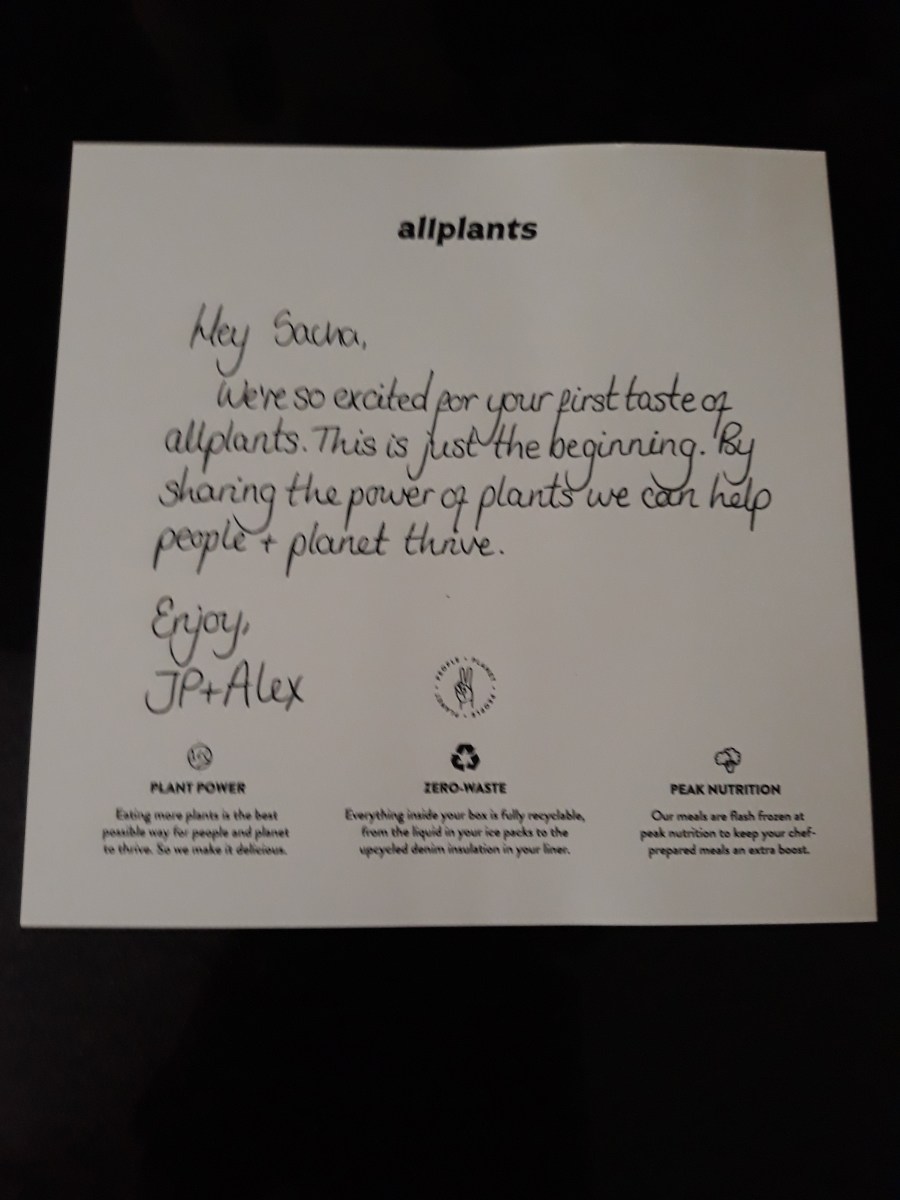 allplants
Hey Sacha,
We're so excited for your first taste of
allplants. This is just the beginning. By
sharing the power of plants we can help
people + planet thrive.
Enjoy,
JP+Alex
PEOPLE • PLANET • PEOPLE • PLANET •
PLANT POWER
Eating more plants is the best
possible way for people and planet
to thrive. So we make it delicious.
ZERO-WASTE
Everything inside your box is fully recyclable,
from the liquid in your ice packs to the
upcycled denim insulation in your liner.
PEAK NUTRITION
Our meals are flash frozen at
peak nutrition to keep your chef-
prepared meals an extra boost.